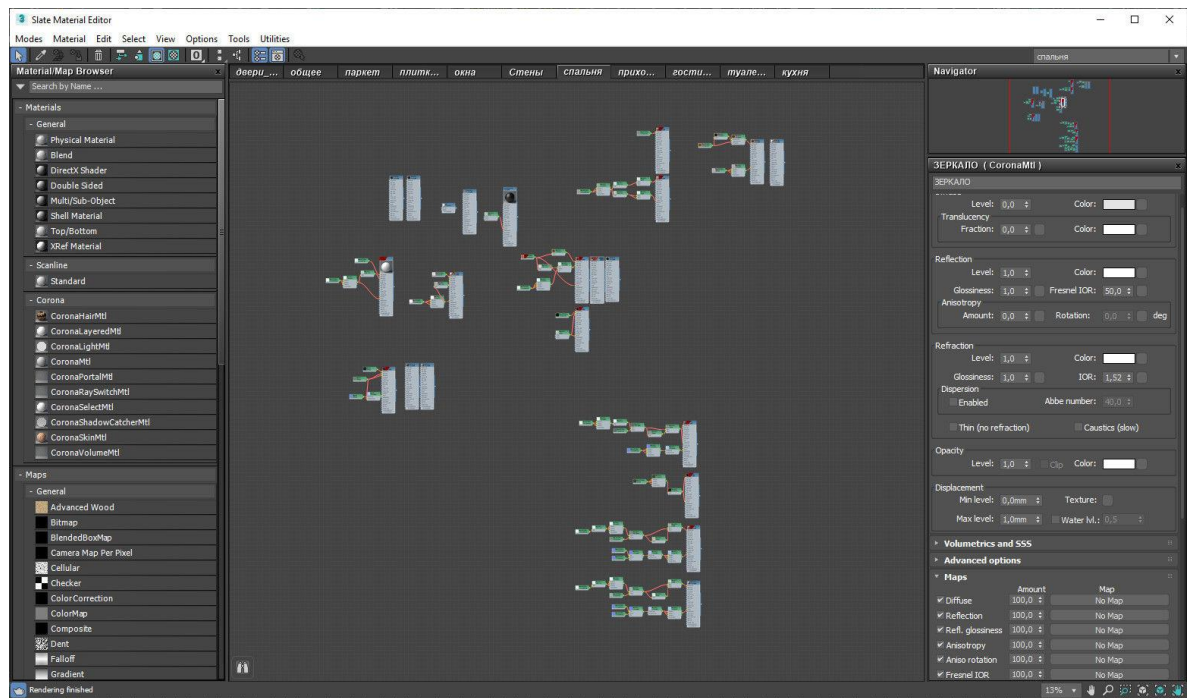 Slate Material Editor
Modes Material Edit Select View Options Tools Utilities
спальня
Material/Map Browser
Search by Name ...
- Materials
- General
Physical Material
Blend
DirectX Shader
Double Sided
Multi/Sub-Object
Shell Material
Top/Bottom
XRef Material
- Scanline
Standard
- Corona
CoronaHairMtl
CoronaLayeredMtl
CoronaLightMtl
CoronaMtl
CoronaPortalMtl
CoronaRaySwitchMtl
CoronaSelectMtl
CoronaShadowCatcherMtl
CoronaSkinMtl
CoronaVolumeMtl
- Maps
- General
Advanced Wood
Bitmap
BlendedBoxMap
Camera Map Per Pixel
Cellular
Checker
ColorCorrection
ColorMap
Composite
Dent
Falloff
Gradient
Rendering finished
двери_... общее паркет плитк... окна Стены спальня прихо... гости... туале... кухня
Navigator
ЗЕРКАЛО ( CoronaMtl )
ЗЕРКАЛО
Level: 0,0 Color:
Translucency
Fraction: 0,0 Color:
Reflection
Level: 1,0 Color:
Glossiness: 1,0 Fresnel IOR: 50,0
Anisotropy
Amount: 0,0 Rotation: 0,0 deg
Refraction
Level: 1,0 Color:
Glossiness: 1,0 IOR: 1,52
Dispersion
Enabled Abbe number: 40,0
Thin (no refraction) Caustics (slow)
Opacity
Level: 1,0 Clip Color:
Displacement
Min level: 0,0mm Texture:
Max level: 1,0mm Water lvl.: 0,5
Volumetrics and SSS
Advanced options
Maps
Amount Map
Diffuse 100,0 No Map
Reflection 100,0 No Map
Refl. glossiness 100,0 No Map
Anisotropy 100,0 No Map
Aniso rotation 100,0 No Map
Fresnel IOR 100,0 No Map
13%